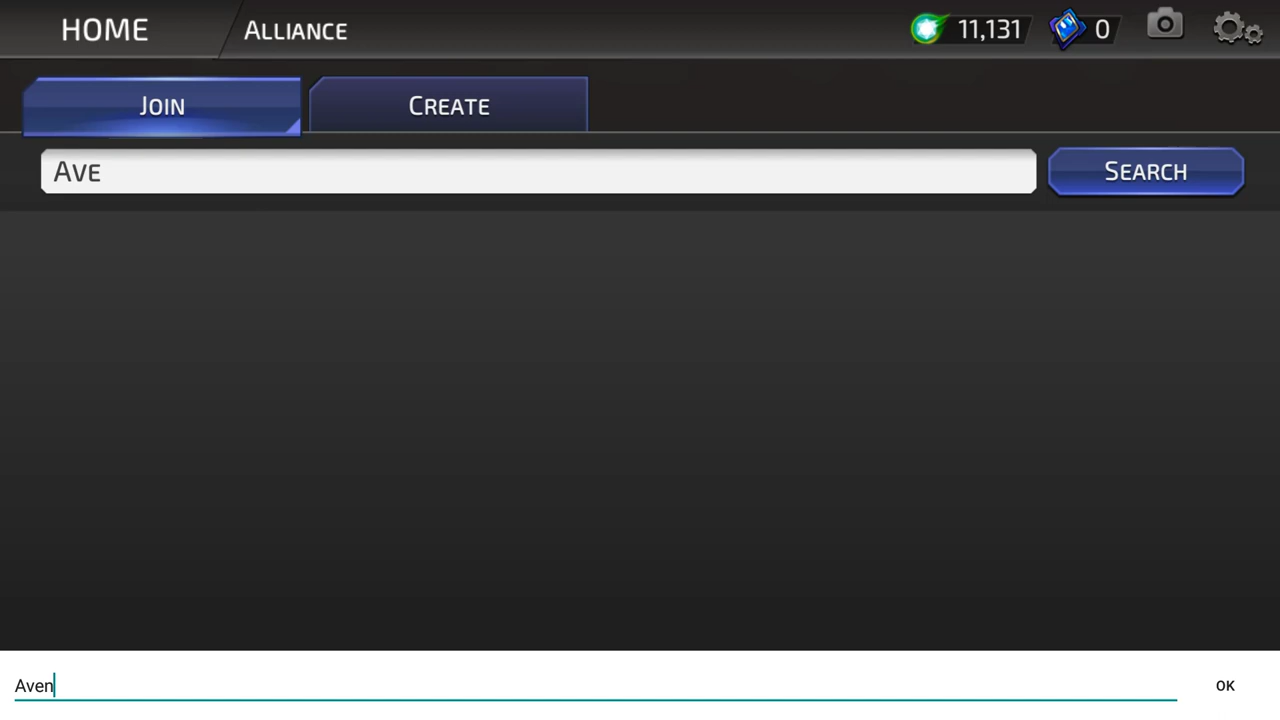 HOME
ALLIANCE
11,131
0
JOIN
CREATE
AVE
SEARCH
Aven
OK